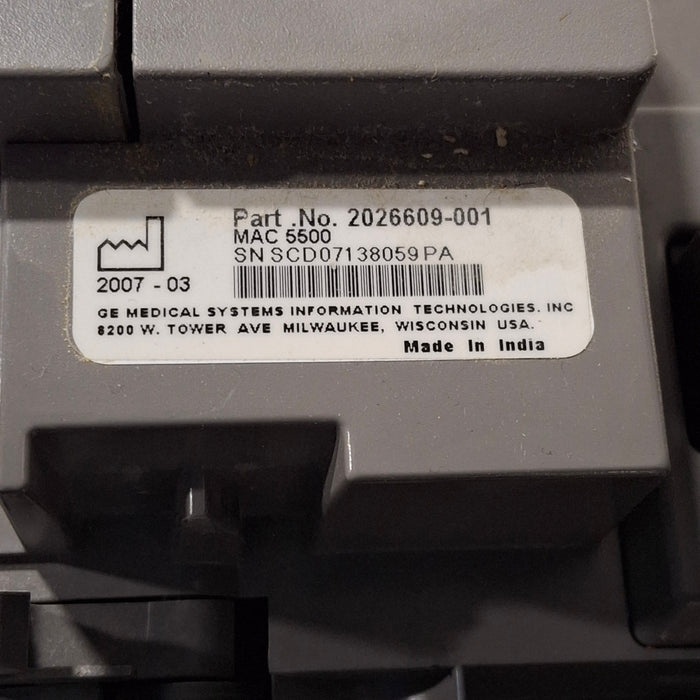 Part .No. 2026609-001
MAC 5500
SN SCD07138059PA
2007 - 03
GE MEDICAL SYSTEMS INFORMATION TECHNOLOGIES. INC
8200 W. TOWER AVE MILWAUKEE, WISCONSIN USA.
Made In India